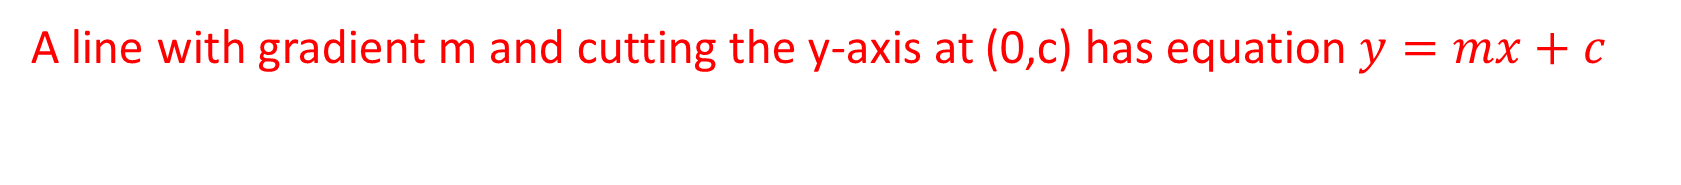 A line with gradient m and cutting the y-axis at (0,c) has equation y = mx + c